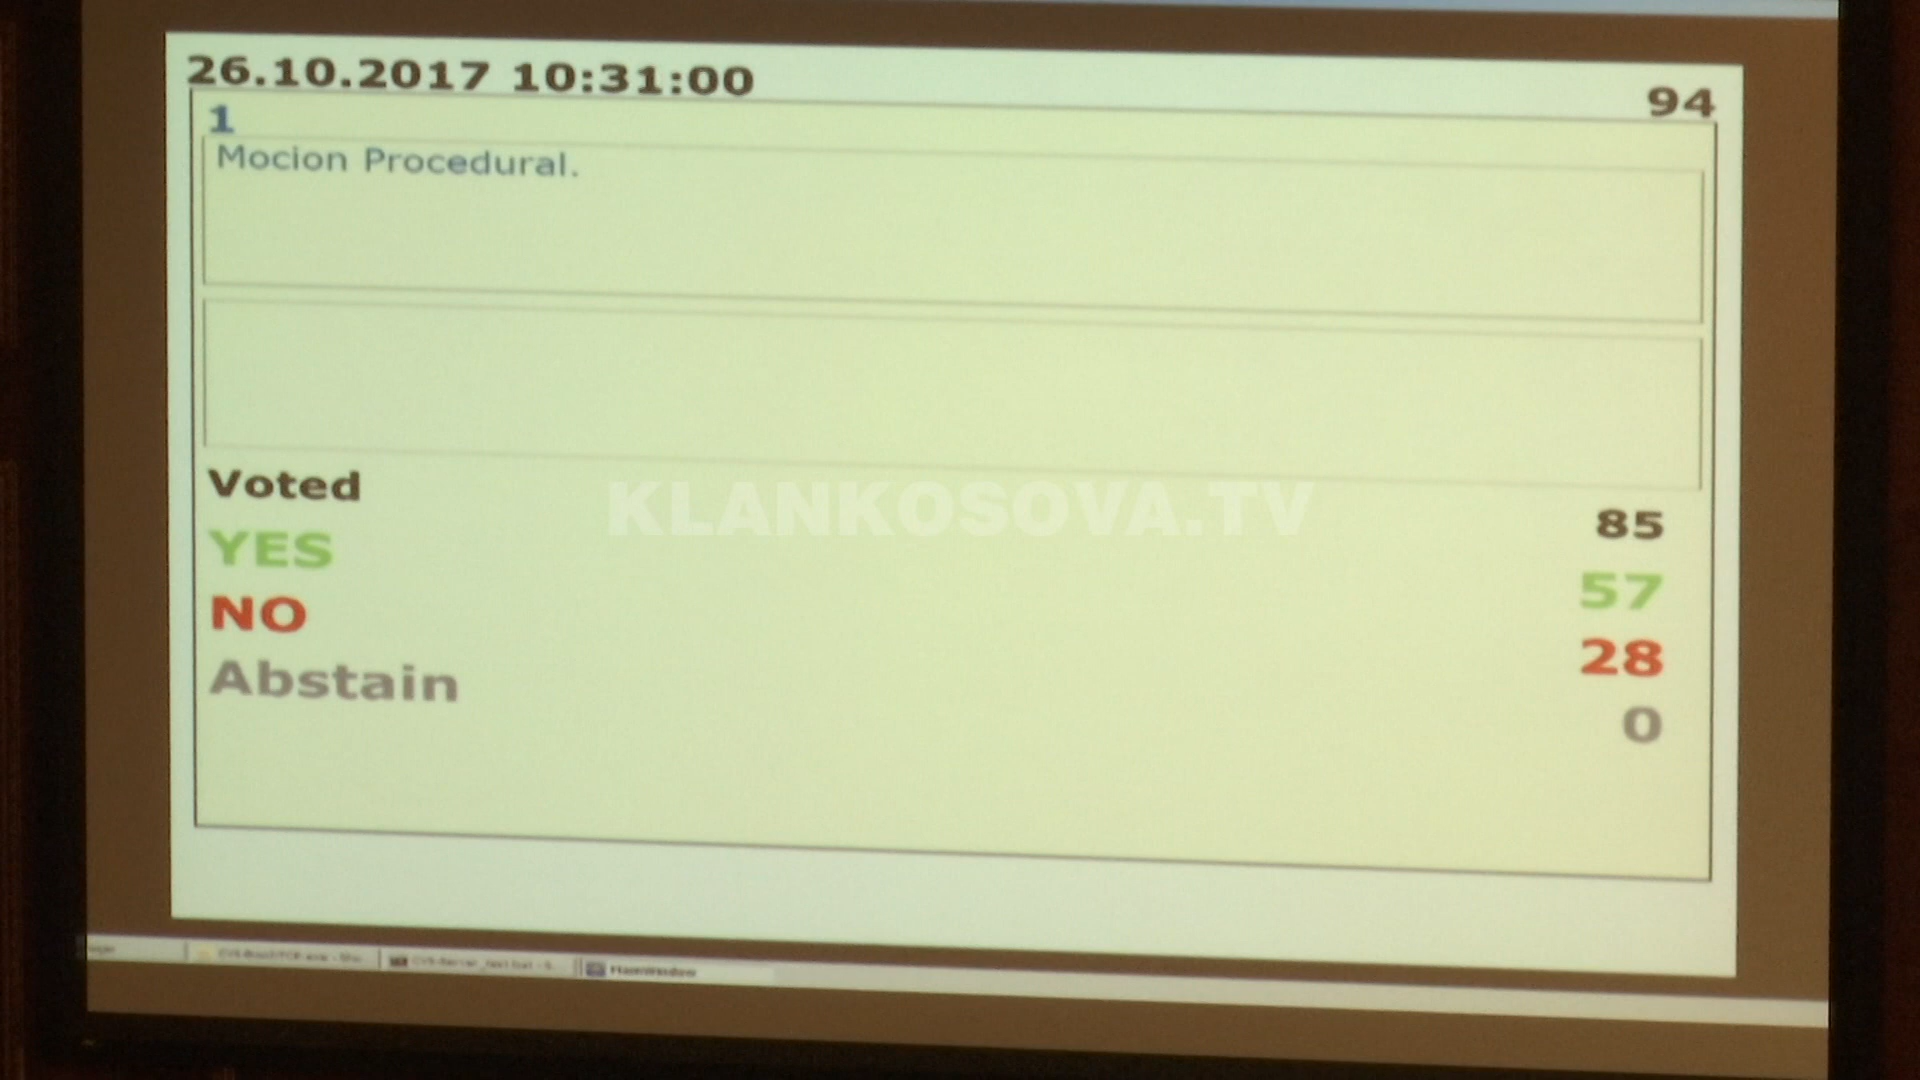 26.10.2017 10:31:00 94
1
Mocion Procedural.
KLANKOSOVA.TV
Voted 85
YES 57
NO 28
Abstain 0
MainWindow